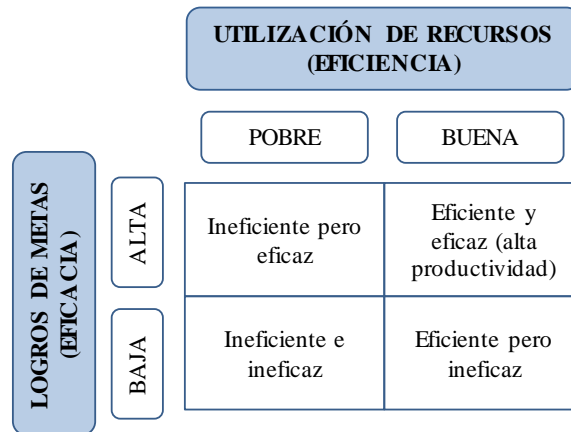 UTILIZACIÓN DE RECURSOS
(EFICIENCIA)
POBRE
BUENA
LOGROS DE METAS
(EFICACIA)
ALTA
Ineficiente pero
eficaz
Eficiente y
eficaz (alta
productividad)
BAJA
Ineficiente e
ineficaz
Eficiente pero
ineficaz